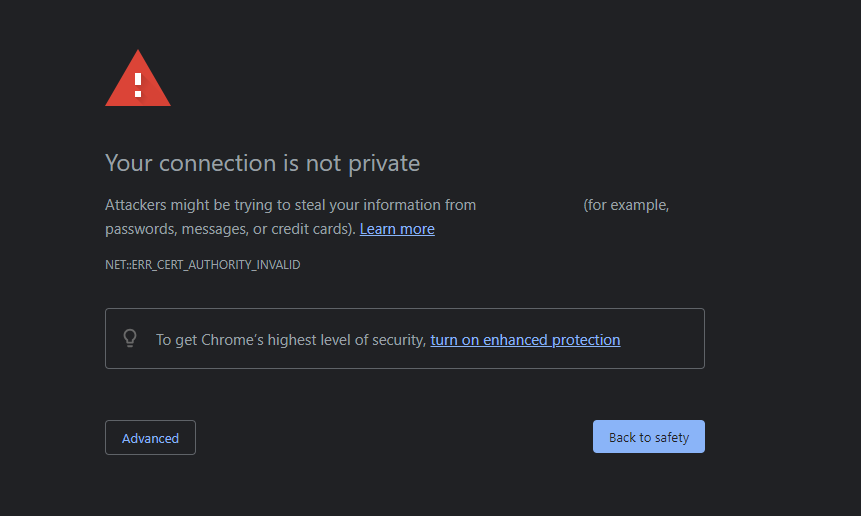 Your connection is not private
Attackers might be trying to steal your information from (for example,
passwords, messages, or credit cards). Learn more
NET::ERR_CERT_AUTHORITY_INVALID
To get Chrome’s highest level of security, turn on enhanced protection
Advanced
Back to safety